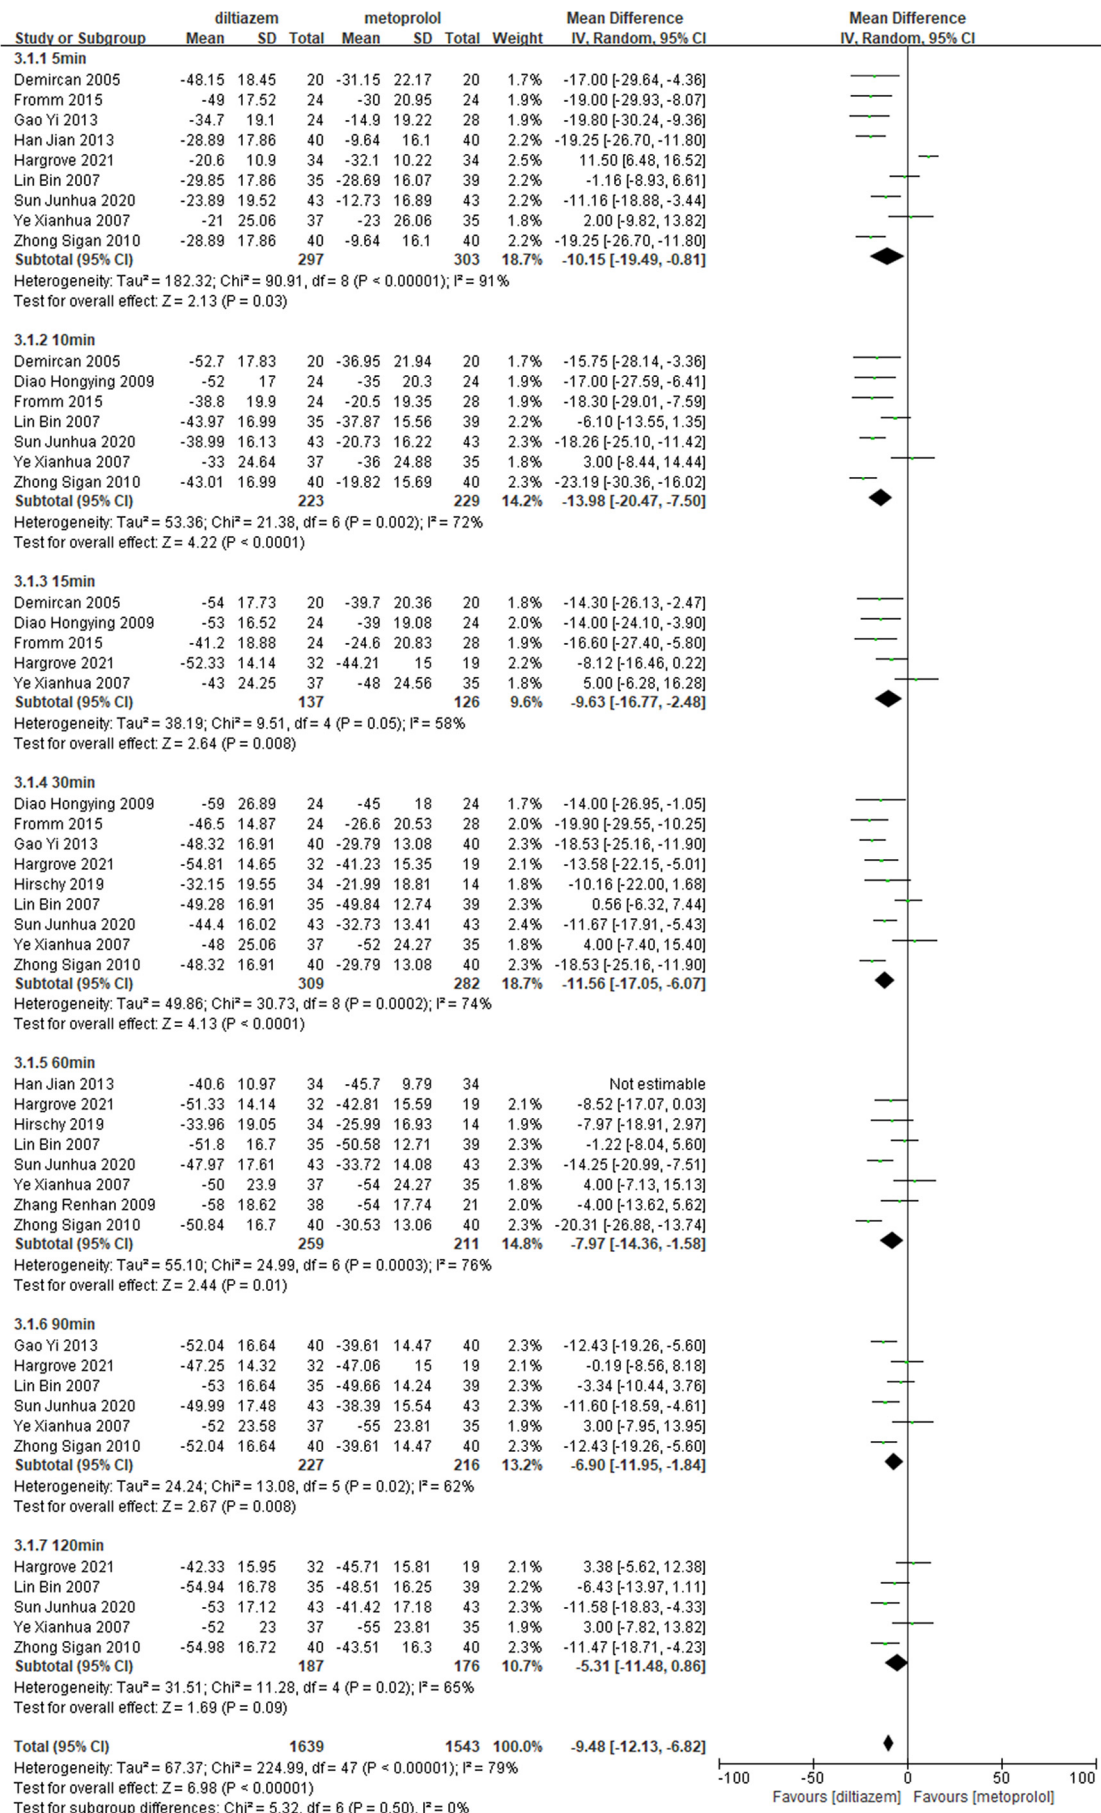 diltiazem metoprolol Mean Difference Mean Difference
Study or Subgroup Mean SD Total Mean SD Total Weight IV, Random, 95% CI IV, Random, 95% CI
3.1.1 5min
Demircan 2005 -48.15 18.45 20 -31.15 22.17 20 1.7% -17.00 [-29.64, -4.36]
Fromm 2015 -49 17.52 24 -30 20.95 24 1.9% -19.00 [-29.93, -8.07]
Gao Yi 2013 -34.7 19.1 24 -14.9 19.22 28 2.0% -19.80 [-30.24, -9.36]
Han Jian 2013 -28.89 17.86 40 -9.64 16.1 40 2.2% -19.25 [-26.70, -11.80]
Hargrove 2021 -20.6 10.9 34 -32.1 10.22 34 2.5% 11.50 [6.48, 16.52]
Lin Bin 2007 -29.85 17.86 35 -28.69 16.07 39 2.2% -1.16 [-8.93, 6.61]
Sun Junhua 2020 -23.89 19.52 43 -12.73 16.89 43 2.2% -11.16 [-18.88, -3.44]
Ye Xianhua 2007 -21 25.06 37 -23 26.06 35 1.8% 2.00 [-9.82, 13.82]
Zhong Sigan 2010 -28.89 17.86 40 -9.64 16.1 40 2.2% -19.25 [-26.70, -11.80]
Subtotal (95% CI) 297 303 18.7% -10.15 [-19.49, -0.81]
Heterogeneity: Tau² = 182.32; Chi² = 90.91, df = 8 (P < 0.00001); I² = 91%
Test for overall effect: Z = 2.13 (P = 0.03)
3.1.2 10min
Demircan 2005 -52.7 17.83 20 -36.95 21.94 20 1.7% -15.75 [-28.14, -3.36]
Diao Hongying 2009 -52 17 24 -35 20.3 24 1.9% -17.00 [-27.59, -6.41]
Fromm 2015 -38.8 19.9 24 -20.5 19.35 28 1.9% -18.30 [-29.01, -7.59]
Lin Bin 2007 -43.97 16.99 35 -37.87 15.56 39 2.2% -6.10 [-13.55, 1.35]
Sun Junhua 2020 -38.99 16.13 43 -20.73 16.22 43 2.3% -18.26 [-25.10, -11.42]
Ye Xianhua 2007 -33 24.64 37 -36 24.88 35 1.8% 3.00 [-8.44, 14.44]
Zhong Sigan 2010 -43.01 16.99 40 -19.82 15.69 40 2.3% -23.19 [-30.36, -16.02]
Subtotal (95% CI) 223 229 14.2% -13.98 [-20.47, -7.50]
Heterogeneity: Tau² = 53.36; Chi² = 21.38, df = 6 (P = 0.002); I² = 72%
Test for overall effect: Z = 4.22 (P < 0.0001)
3.1.3 15min
Demircan 2005 -54 17.73 20 -39.7 20.36 20 1.8% -14.30 [-26.13, -2.47]
Diao Hongying 2009 -53 16.52 24 -39 19.08 24 2.0% -14.00 [-24.10, -3.90]
Fromm 2015 -41.2 18.88 24 -24.6 20.83 28 1.9% -16.60 [-27.40, -5.80]
Hargrove 2021 -52.33 14.14 32 -44.21 15 19 2.2% -8.12 [-16.46, 0.22]
Ye Xianhua 2007 -43 24.25 37 -48 24.56 35 1.8% 5.00 [-6.28, 16.28]
Subtotal (95% CI) 137 126 9.6% -9.63 [-16.77, -2.48]
Heterogeneity: Tau² = 38.19; Chi² = 9.51, df = 4 (P = 0.05); I² = 58%
Test for overall effect: Z = 2.64 (P = 0.008)
3.1.4 30min
Diao Hongying 2009 -59 26.89 24 -45 18 24 1.7% -14.00 [-26.95, -1.05]
Fromm 2015 -46.5 14.87 24 -26.6 20.53 28 2.0% -19.90 [-29.55, -10.25]
Gao Yi 2013 -48.32 16.91 40 -29.79 13.08 40 2.3% -18.53 [-25.16, -11.90]
Hargrove 2021 -54.81 14.65 32 -41.23 15.35 19 2.1% -13.58 [-22.15, -5.01]
Hirschy 2019 -32.15 19.55 34 -21.99 18.81 14 1.8% -10.16 [-22.00, 1.68]
Lin Bin 2007 -49.28 16.91 35 -49.84 12.74 39 2.3% 0.56 [-6.32, 7.44]
Sun Junhua 2020 -44.4 16.02 43 -32.73 13.41 43 2.4% -11.67 [-17.91, -5.43]
Ye Xianhua 2007 -48 25.06 37 -52 24.27 35 1.8% 4.00 [-7.40, 15.40]
Zhong Sigan 2010 -48.32 16.91 40 -29.79 13.08 40 2.3% -18.53 [-25.16, -11.90]
Subtotal (95% CI) 309 282 18.7% -11.56 [-17.05, -6.07]
Heterogeneity: Tau² = 49.86; Chi² = 30.73, df = 8 (P = 0.0002); I² = 74%
Test for overall effect: Z = 4.13 (P < 0.0001)
3.1.5 60min
Han Jian 2013 -40.6 10.97 34 -45.7 9.79 34 Not estimable
Hargrove 2021 -51.33 14.14 32 -42.81 15.59 19 2.1% -8.52 [-17.07, 0.03]
Hirschy 2019 -33.96 19.05 34 -25.99 16.93 14 1.9% -7.97 [-18.91, 2.97]
Lin Bin 2007 -51.8 16.7 35 -50.58 12.71 39 2.3% -1.22 [-8.04, 5.60]
Sun Junhua 2020 -47.97 17.61 43 -33.72 14.08 43 2.3% -14.25 [-20.99, -7.51]
Ye Xianhua 2007 -50 23.9 37 -54 24.27 35 1.8% 4.00 [-7.13, 15.13]
Zhang Renhan 2009 -58 18.62 38 -54 17.74 21 2.0% -4.00 [-13.62, 5.62]
Zhong Sigan 2010 -50.84 16.7 40 -30.53 13.06 40 2.3% -20.31 [-26.88, -13.74]
Subtotal (95% CI) 259 211 14.8% -7.97 [-14.36, -1.58]
Heterogeneity: Tau² = 55.10; Chi² = 24.99, df = 6 (P = 0.0003); I² = 76%
Test for overall effect: Z = 2.44 (P = 0.01)
3.1.6 90min
Gao Yi 2013 -52.04 16.64 40 -39.61 14.47 40 2.3% -12.43 [-19.26, -5.60]
Hargrove 2021 -47.25 14.32 32 -47.06 15 19 2.1% -0.19 [-8.56, 8.18]
Lin Bin 2007 -53 16.64 35 -49.66 14.24 39 2.3% -3.34 [-10.44, 3.76]
Sun Junhua 2020 -49.99 17.48 43 -38.39 15.54 43 2.3% -11.60 [-18.59, -4.61]
Ye Xianhua 2007 -52 23.58 37 -55 23.81 35 1.9% 3.00 [-7.95, 13.95]
Zhong Sigan 2010 -52.04 16.64 40 -39.61 14.47 40 2.3% -12.43 [-19.26, -5.60]
Subtotal (95% CI) 227 216 13.2% -6.90 [-11.95, -1.84]
Heterogeneity: Tau² = 24.24; Chi² = 13.08, df = 5 (P = 0.02); I² = 62%
Test for overall effect: Z = 2.67 (P = 0.008)
3.1.7 120min
Hargrove 2021 -42.33 15.95 32 -45.71 15.81 19 2.1% 3.38 [-5.62, 12.38]
Lin Bin 2007 -54.94 16.78 35 -48.51 16.25 39 2.2% -6.43 [-13.97, 1.11]
Sun Junhua 2020 -53 17.12 43 -41.42 17.18 43 2.3% -11.58 [-18.83, -4.33]
Ye Xianhua 2007 -52 23 37 -55 23.81 35 1.9% 3.00 [-7.82, 13.82]
Zhong Sigan 2010 -54.98 16.72 40 -43.51 16.3 40 2.3% -11.47 [-18.71, -4.23]
Subtotal (95% CI) 187 176 10.7% -5.31 [-11.48, 0.86]
Heterogeneity: Tau² = 31.51; Chi² = 11.28, df = 4 (P = 0.02); I² = 65%
Test for overall effect: Z = 1.69 (P = 0.09)
Total (95% CI) 1639 1543 100.0% -9.48 [-12.13, -6.82]
Heterogeneity: Tau² = 67.37; Chi² = 224.99, df = 47 (P < 0.00001); I² = 79%
Test for overall effect: Z = 6.98 (P < 0.00001)
Test for subgroup differences: Chi² = 5.32, df = 6 (P = 0.50), I² = 0%
-100 -50 0 50 100
Favours [diltiazem] Favours [metoprolol]